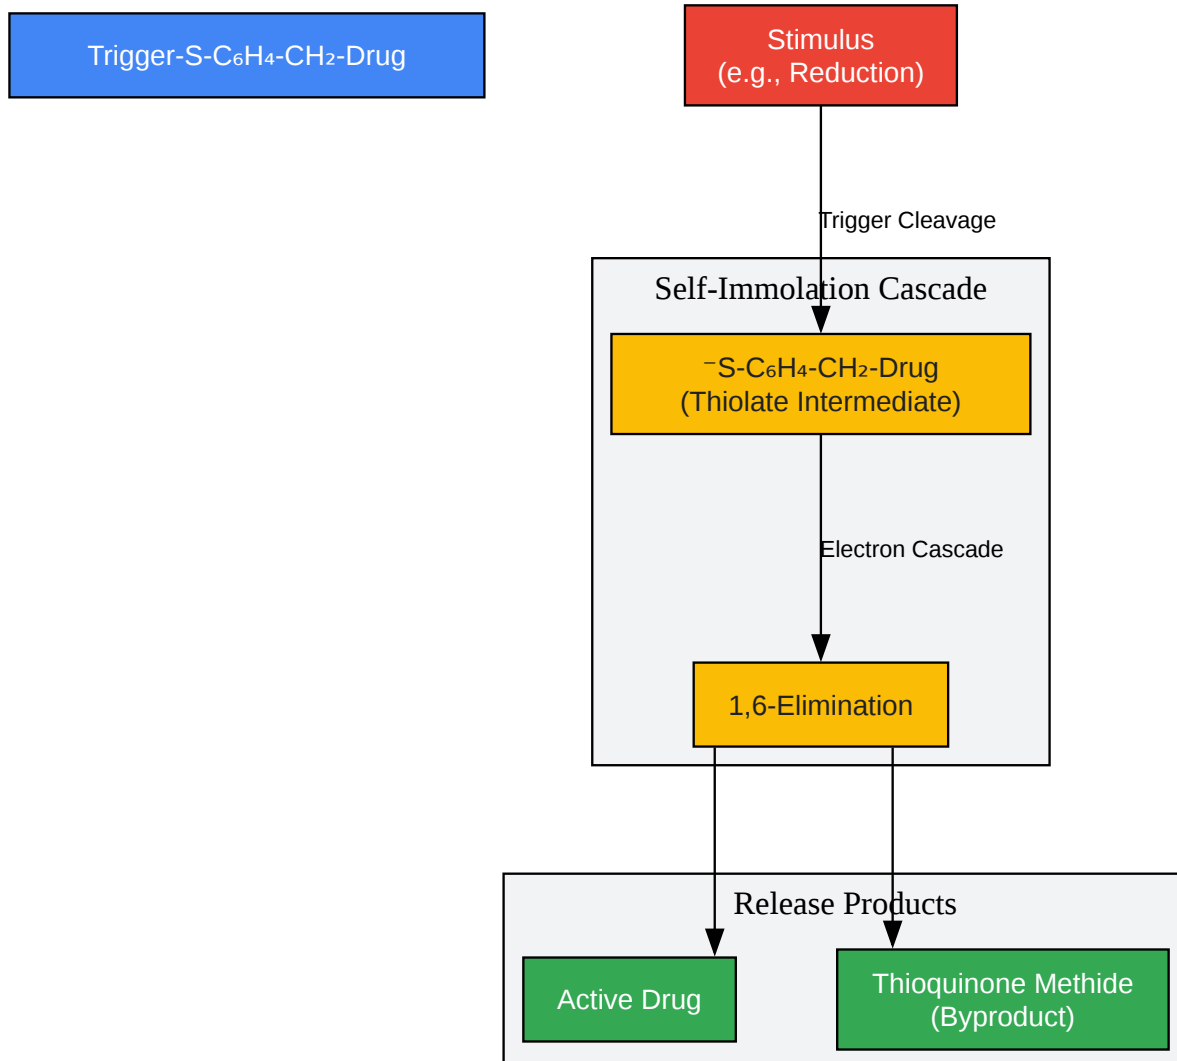 Trigger-S-C₆H₄-CH₂-Drug
Stimulus
(e.g., Reduction)
Trigger Cleavage
Self-Immolation Cascade
⁻S-C₆H₄-CH₂-Drug
(Thiolate Intermediate)
Electron Cascade
1,6-Elimination
Release Products
Active Drug
Thioquinone Methide
(Byproduct)